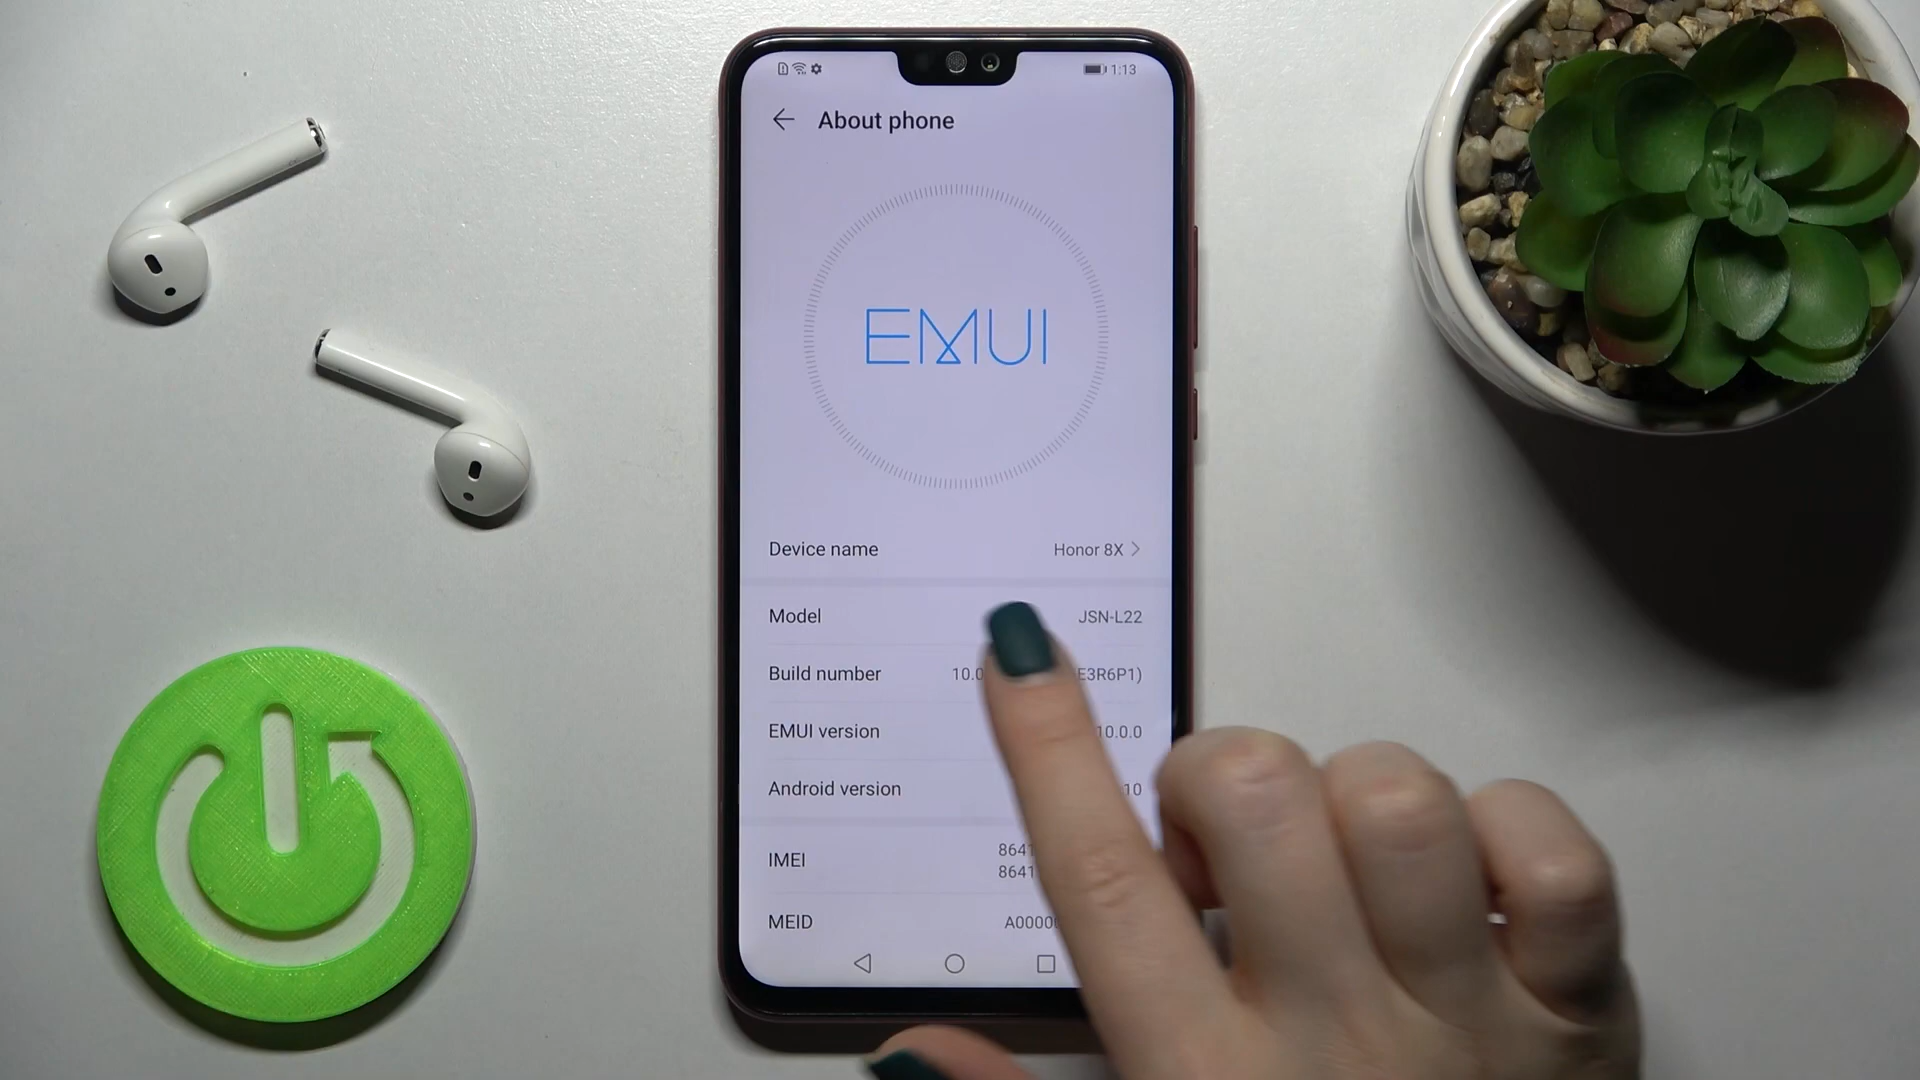 1:13
About phone
EMUI
Device name Honor 8X
Model JSN-L22
Build number 10.0 E3R6P1)
EMUI version 10.0.0
Android version 10
IMEI 8641
8641
MEID A0000